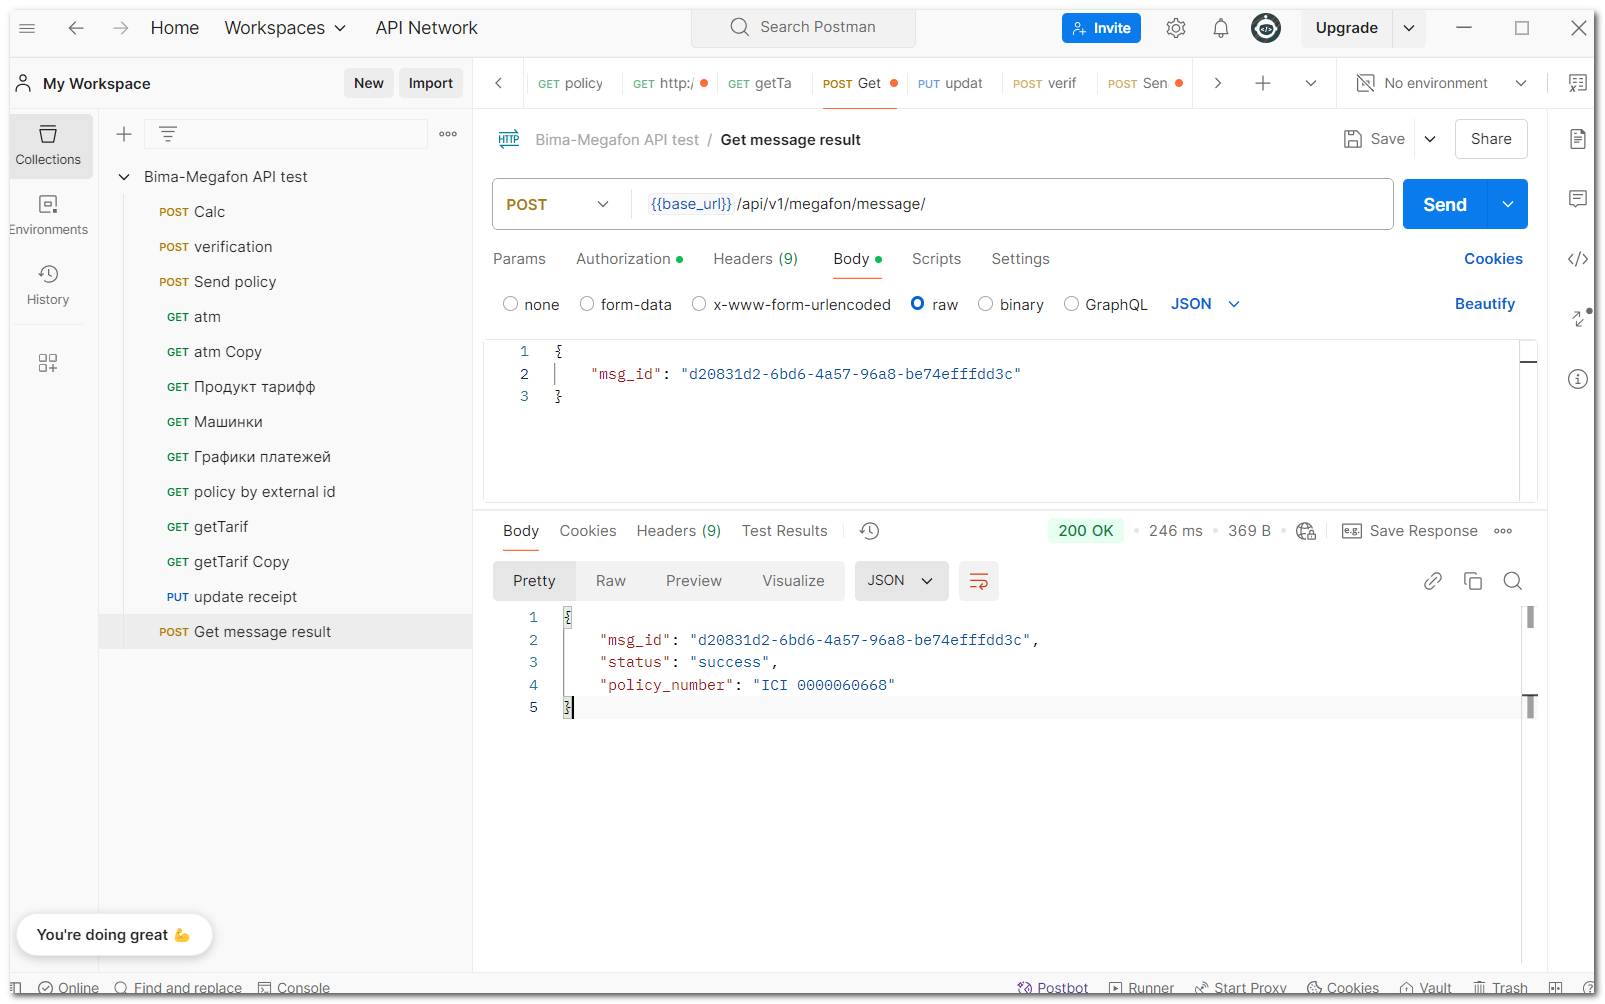 Home Workspaces API Network Search Postman Invite Upgrade
My Workspace New Import GET policy GET http:/ GET getTa POST Get PUT updat POST verif POST Sen No environment
Collections
Environments
History
Bima-Megafon API test
POST Calc
POST verification
POST Send policy
GET atm
GET atm Copy
GET Продукт тарифф
GET Машинки
GET Графики платежей
GET policy by external id
GET getTarif
GET getTarif Copy
PUT update receipt
POST Get message result
HTTP Bima-Megafon API test / Get message result Save Share
POST {{base_url}} /api/v1/megafon/message/ Send
Params Authorization Headers (9) Body Scripts Settings Cookies
none form-data x-www-form-urlencoded raw binary GraphQL JSON Beautify
1 {
2 "msg_id": "d20831d2-6bd6-4a57-96a8-be74efffdd3c"
3 }
Body Cookies Headers (9) Test Results 200 OK 246 ms 369 B e.g. Save Response
Pretty Raw Preview Visualize JSON
1 {
2 "msg_id": "d20831d2-6bd6-4a57-96a8-be74efffdd3c",
3 "status": "success",
4 "policy_number": "ICI 0000060668"
5 }
You're doing great 💪
Online Find and replace Console Postbot Runner Start Proxy Cookies Vault Trash